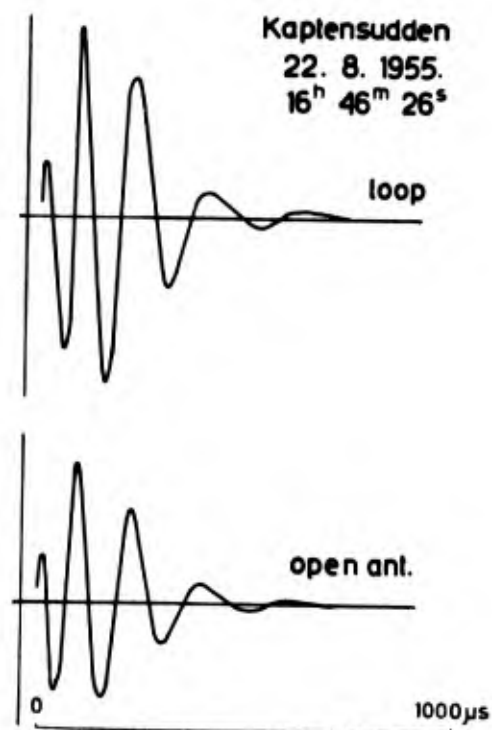 Kaptensudden
22. 8. 1955.
16ʰ 46ᵐ 26ˢ
loop
open ant.
0
1000µs